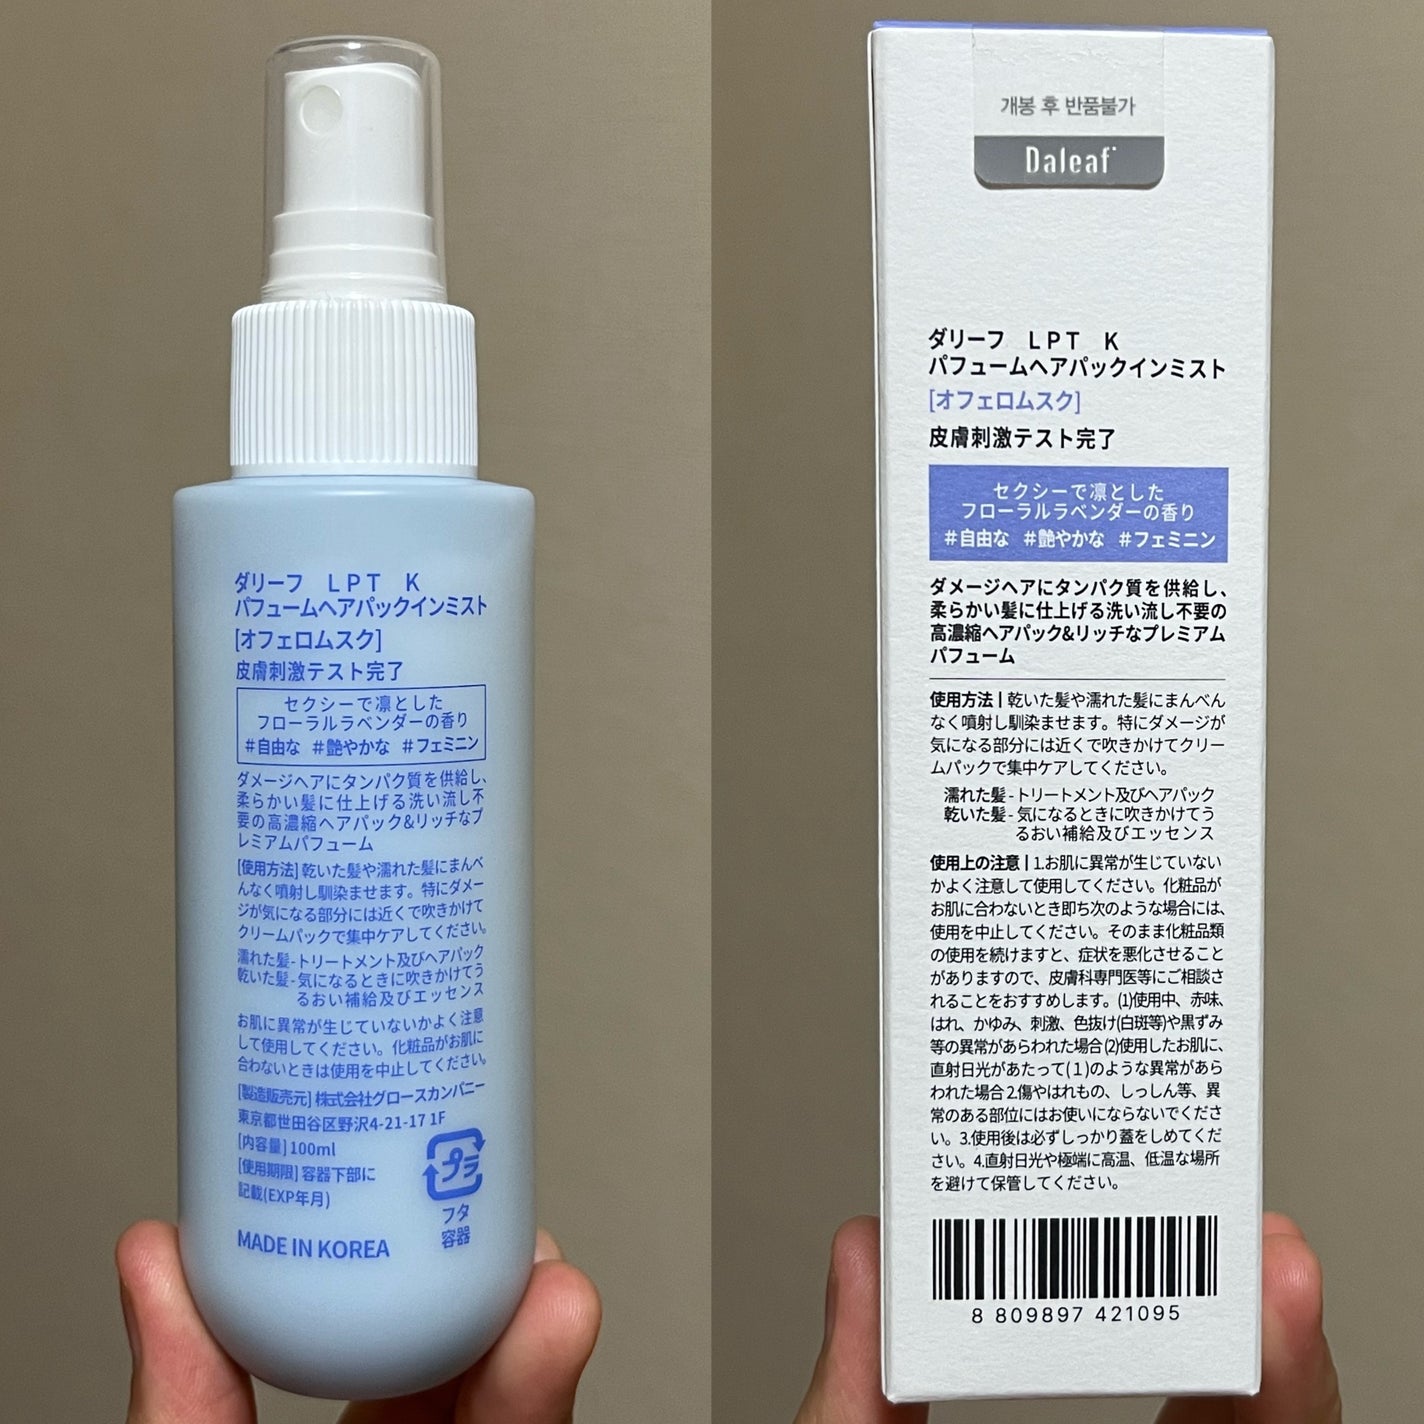 ダリーフ　LPT　K
パフュームヘアパックインミスト
[オフェロムスク]
皮膚刺激テスト完了
セクシーで凛とした
フローラルラベンダーの香り
#自由な #艶やかな #フェミニン
ダメージヘアにタンパク質を供給し、
柔らかい髪に仕上げる洗い流し不
要の高濃縮ヘアパック&リッチなプ
レミアムパフューム
[使用方法] 乾いた髪や濡れた髪にまんべ
んなく噴射し馴染ませます。特にダメー
ジが気になる部分には近くで吹きかけて
クリームパックで集中ケアしてください。
濡れた髪-トリートメント及びヘアパック
乾いた髪-気になるときに吹きかけてう
るおい補給及びエッセンス
お肌に異常が生じていないかよく注意
して使用してください。化粧品がお肌に
合わないときは使用を中止してください。
[製造販売元] 株式会社グロースカンパニー
東京都世田谷区野沢4-21-17 1F
[内容量] 100ml
[使用期限] 容器下部に
記載(EXP年月)
プラ
フタ
容器
MADE IN KOREA
개봉 후 반품불가
Daleaf
ダリーフ　LPT　K
パフュームヘアパックインミスト
[オフェロムスク]
皮膚刺激テスト完了
セクシーで凛とした
フローラルラベンダーの香り
#自由な #艶やかな #フェミニン
ダメージヘアにタンパク質を供給し、
柔らかい髪に仕上げる洗い流し不要の
高濃縮ヘアパック&リッチなプレミアム
パフューム
使用方法 | 乾いた髪や濡れた髪にまんべん
なく噴射し馴染ませます。特にダメージが
気になる部分には近くで吹きかけてクリー
ムパックで集中ケアしてください。
濡れた髪-トリートメント及びヘアパック
乾いた髪-気になるときに吹きかけてう
るおい補給及びエッセンス
使用上の注意 | 1.お肌に異常が生じていない
かよく注意して使用してください。化粧品が
お肌に合わないとき即ち次のような場合には、
使用を中止してください。そのまま化粧品類
の使用を続けますと、症状を悪化させること
がありますので、皮膚科専門医等にご相談さ
れることをおすすめします。(1)使用中、赤味、
はれ、かゆみ、刺激、色抜け(白斑等)や黒ずみ
等の異常があらわれた場合(2)使用したお肌に、
直射日光があたって(1)のような異常があら
われた場合 2.傷やはれもの、しっしん等、異
常のある部位にはお使いにならないでくださ
い。3.使用後は必ずしっかり蓋をしめてくだ
さい。4.直射日光や極端に高温、低温な場所
を避けて保管してください。
8 809897 421095